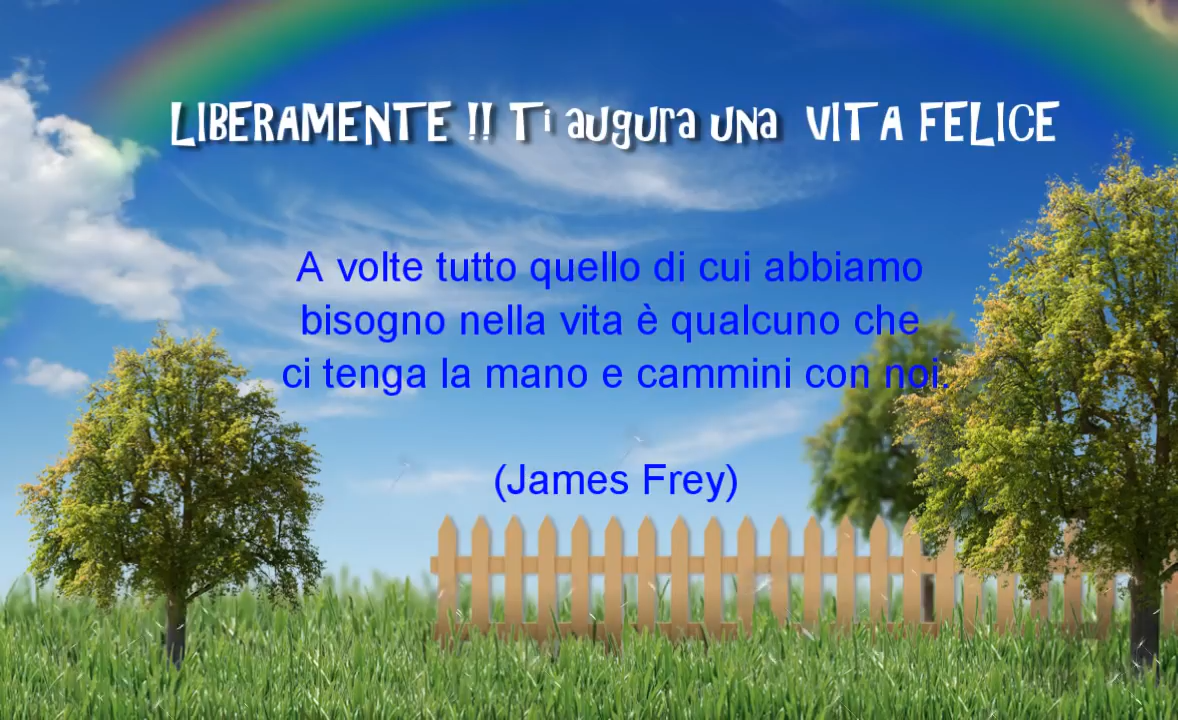 LIBERAMENTE !! Ti augura una VITA FELICE
A volte tutto quello di cui abbiamo
bisogno nella vita è qualcuno che
ci tenga la mano e cammini con noi.
(James Frey)